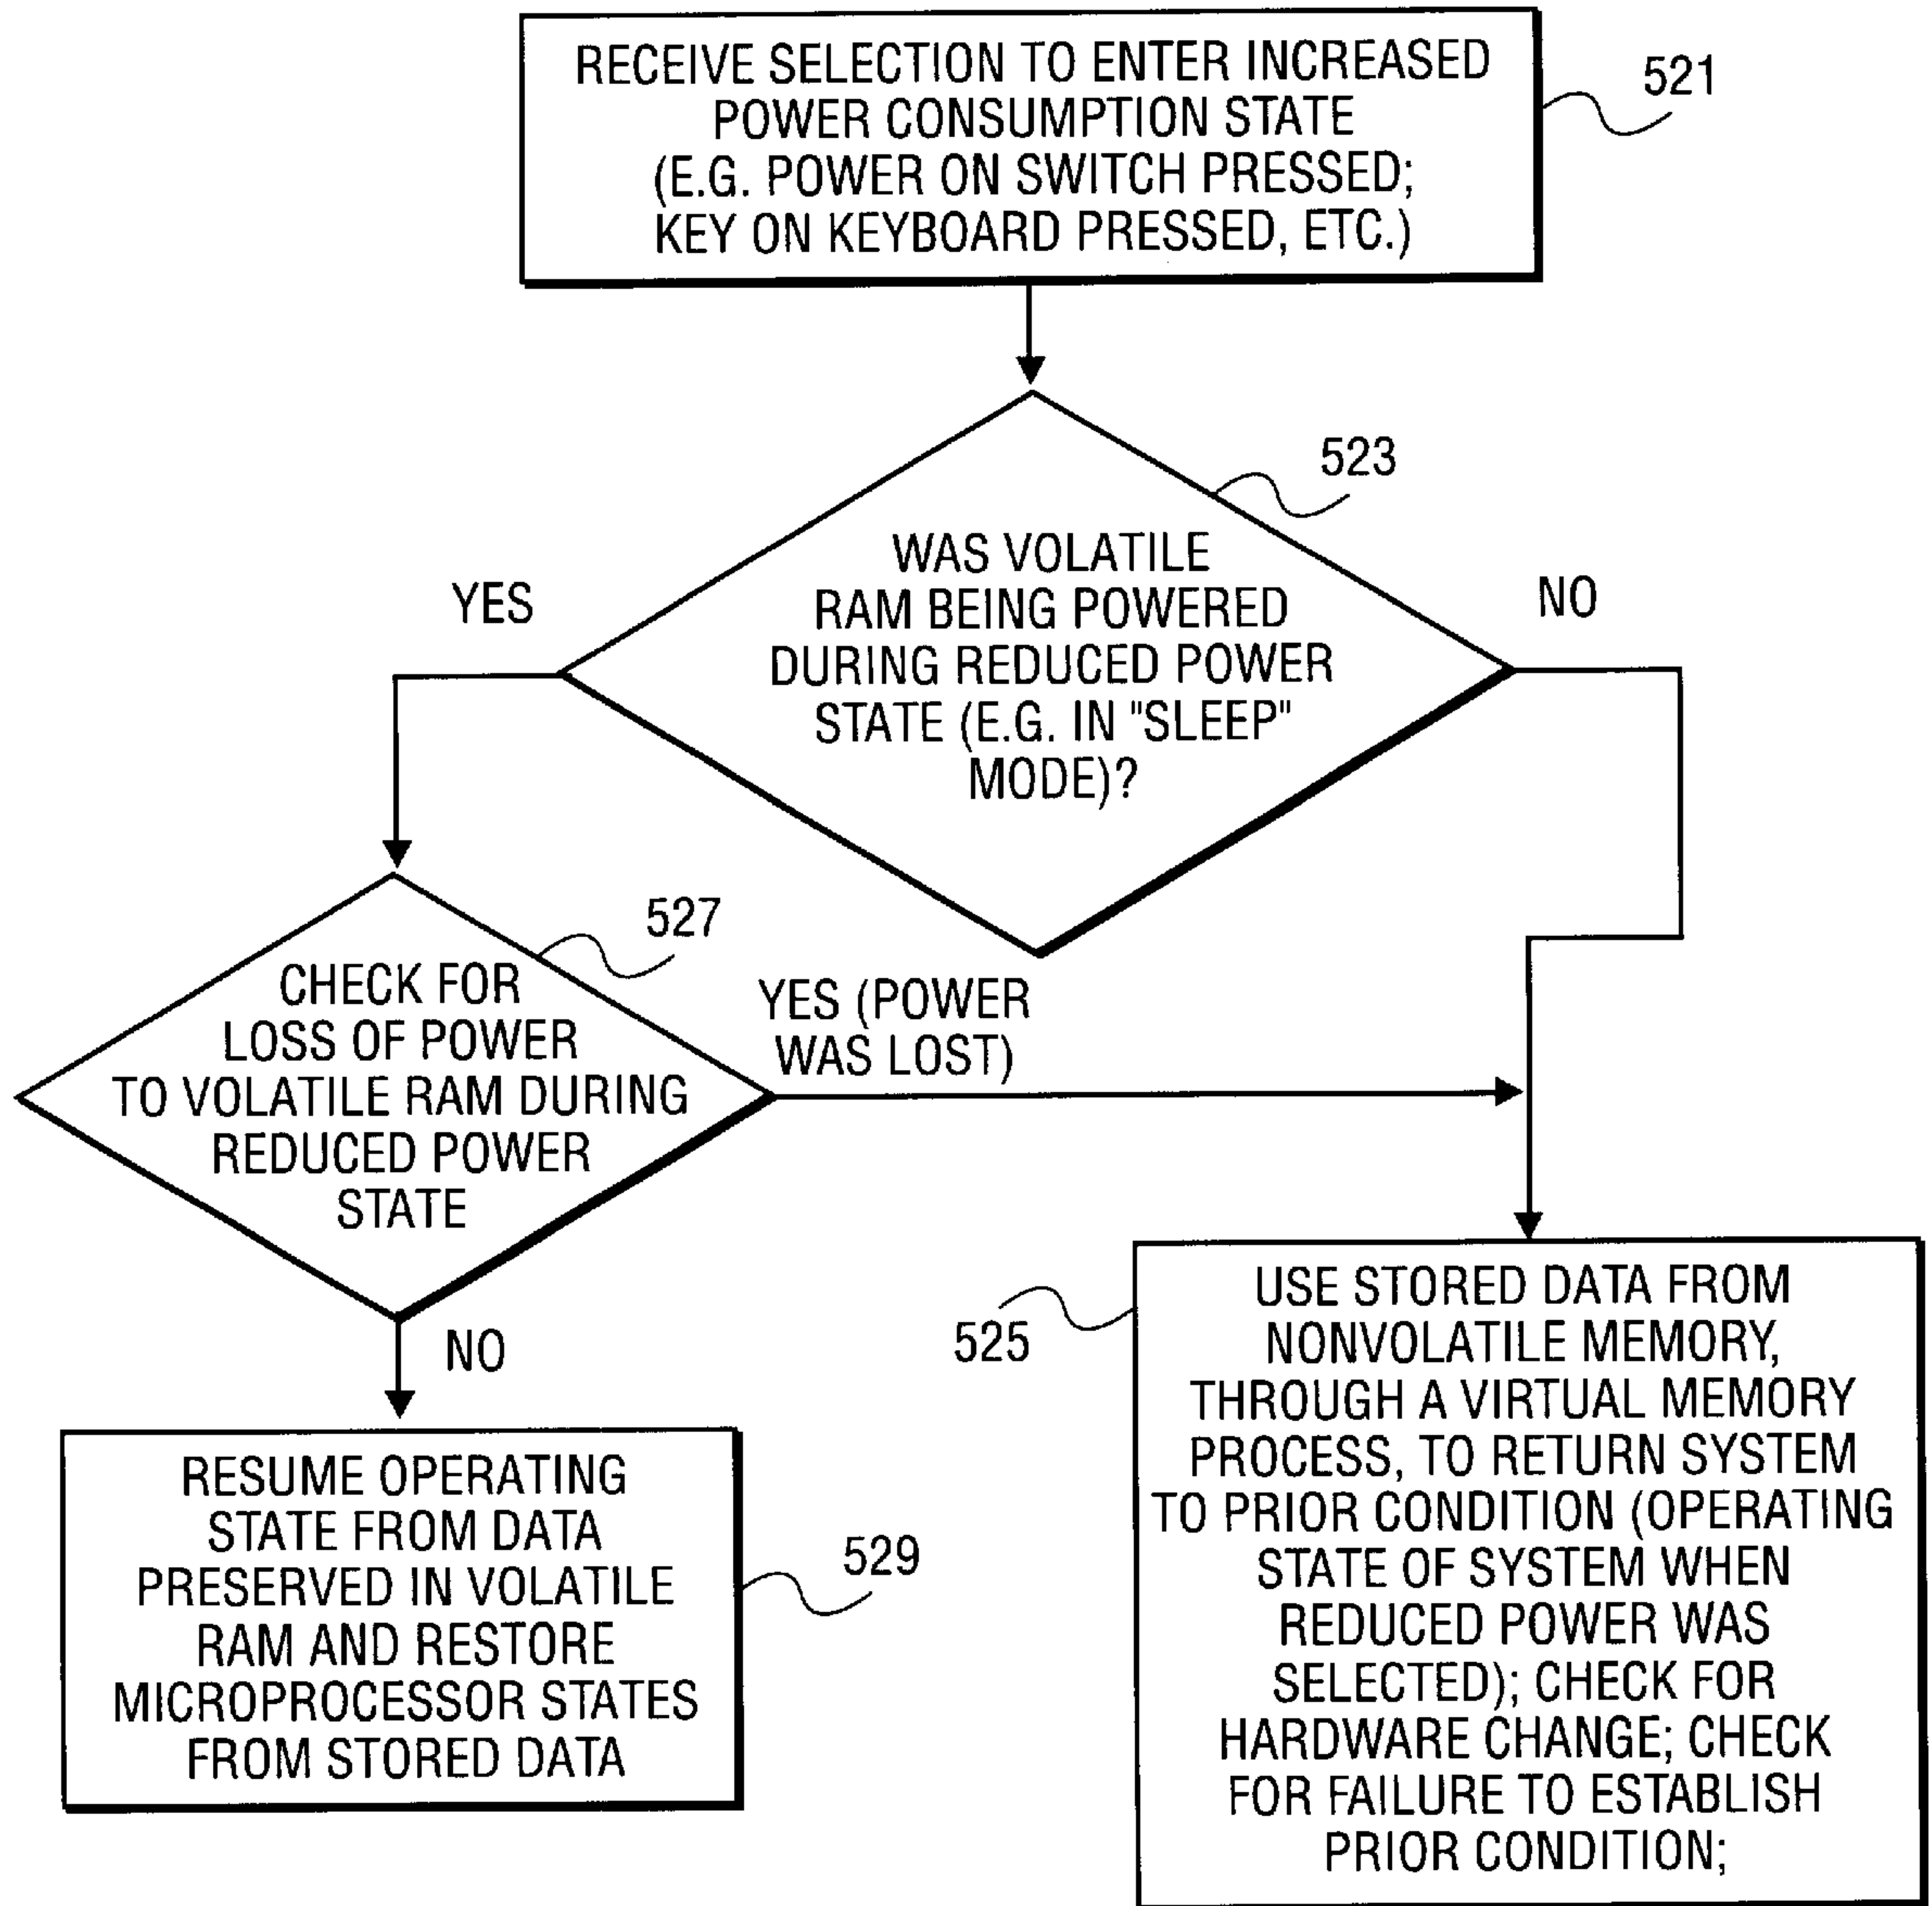 RECEIVE SELECTION TO ENTER INCREASED
POWER CONSUMPTION STATE
(E.G. POWER ON SWITCH PRESSED;
KEY ON KEYBOARD PRESSED, ETC.)
521
523
WAS VOLATILE
RAM BEING POWERED
DURING REDUCED POWER
STATE (E.G. IN "SLEEP"
MODE)?
YES
NO
527
CHECK FOR
LOSS OF POWER
TO VOLATILE RAM DURING
REDUCED POWER
STATE
YES (POWER
WAS LOST)
NO
RESUME OPERATING
STATE FROM DATA
PRESERVED IN VOLATILE
RAM AND RESTORE
MICROPROCESSOR STATES
FROM STORED DATA
529
525
USE STORED DATA FROM
NONVOLATILE MEMORY,
THROUGH A VIRTUAL MEMORY
PROCESS, TO RETURN SYSTEM
TO PRIOR CONDITION (OPERATING
STATE OF SYSTEM WHEN
REDUCED POWER WAS
SELECTED); CHECK FOR
HARDWARE CHANGE; CHECK
FOR FAILURE TO ESTABLISH
PRIOR CONDITION;